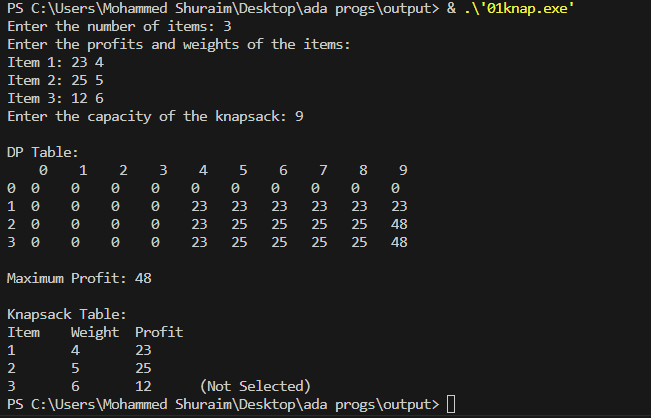 PS C:\Users\Mohammed Shuraim\Desktop\ada progs\output> & .\'01knap.exe'
Enter the number of items: 3
Enter the profits and weights of the items:
Item 1: 23 4
Item 2: 25 5
Item 3: 12 6
Enter the capacity of the knapsack: 9
DP Table:
0 1 2 3 4 5 6 7 8 9
0 0 0 0 0 0 0 0 0 0 0
1 0 0 0 0 23 23 23 23 23 23
2 0 0 0 0 23 25 25 25 25 48
3 0 0 0 0 23 25 25 25 25 48
Maximum Profit: 48
Knapsack Table:
Item Weight Profit
1 4 23
2 5 25
3 6 12 (Not Selected)
PS C:\Users\Mohammed Shuraim\Desktop\ada progs\output>